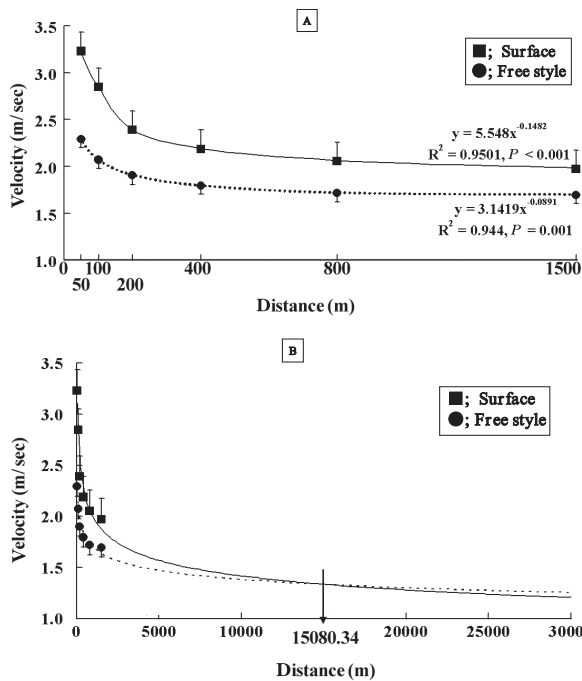 A
Velocity (m/ sec)
3.5
3.0
2.5
2.0
1.5
1.0
■; Surface
●; Free style
y = 5.548x^-0.1482
R² = 0.9501, P < 0.001
y = 3.1419x^-0.0891
R² = 0.944, P = 0.001
0 100 400 800 1500
50 200
Distance (m)
B
Velocity (m/ sec)
3.5
3.0
2.5
2.0
1.5
1.0
■; Surface
●; Free style
0 5000 10000 20000 25000 3000
15080.34
Distance (m)